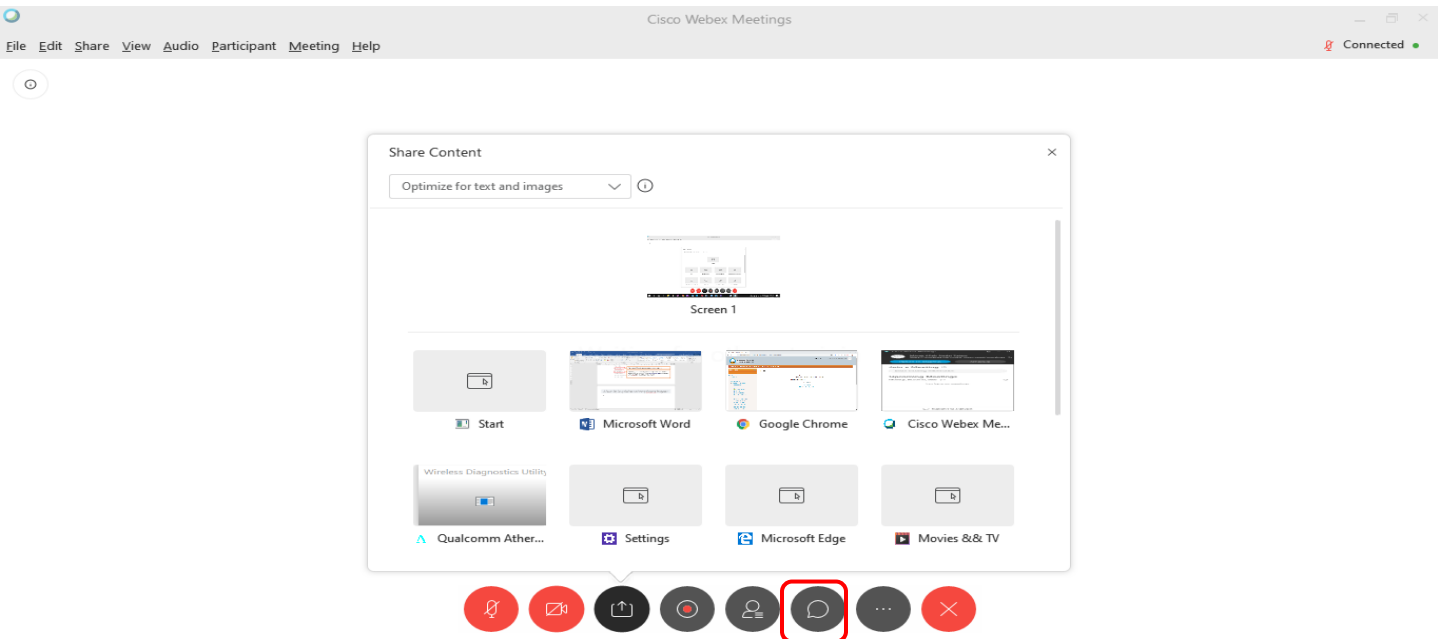 Cisco Webex Meetings
File Edit Share View Audio Participant Meeting Help
Connected
Share Content
Optimize for text and images
Screen 1
Start
Microsoft Word
Google Chrome
Cisco Webex Me...
Wireless Diagnostics Utility
Qualcomm Ather...
Settings
Microsoft Edge
Movies && TV